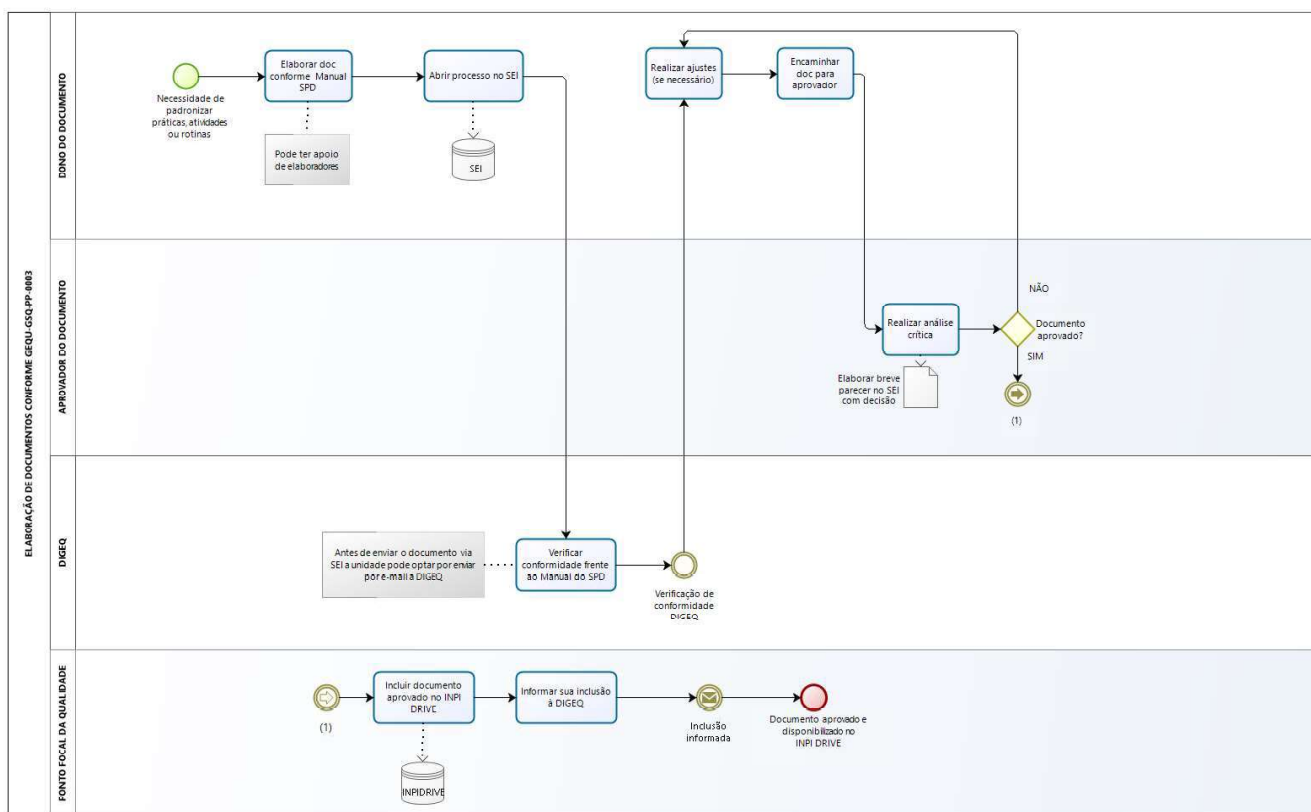 ELABORAÇÃO DE DOCUMENTOS CONFORME GEQU-GSQ-PP-0003
DONO DO DOCUMENTO
Necessidade de
padronizar
práticas, atividades
ou rotinas
Elaborar doc
conforme Manual
SPD
Pode ter apoio
de elaboradores
Abrir processo no SEI
SEI
Realizar ajustes
(se necessário)
Encaminhar
doc para
aprovador
APROVADOR DO DOCUMENTO
Realizar análise
crítica
Elaborar breve
parecer no SEI
com decisão
NÃO
Documento
aprovado?
SIM
(1)
DIGEQ
Antes de enviar o documento via
SEI a unidade pode optar por enviar
por e-mail à DIGEQ
Verificar
conformidade frente
ao Manual do SPD
Verificação de
conformidade
DIGEQ
FONTO FOCAL DA QUALIDADE
(1)
Incluir documento
aprovado no INPI
DRIVE
INPIDRIVE
Informar sua inclusão
à DIGEQ
Inclusão
informada
Documento aprovado e
disponibilizado no
INPI DRIVE